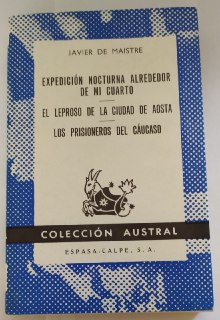 JAVIER DE MAISTRE
EXPEDICIÓN NOCTURNA ALREDEDOR
DE MI CUARTO
EL LEPROSO DE LA CIUDAD DE AOSTA
LOS PRISIONEROS DEL CÁUCASO
COLECCIÓN AUSTRAL
ESPASA-CALPE, S. A.